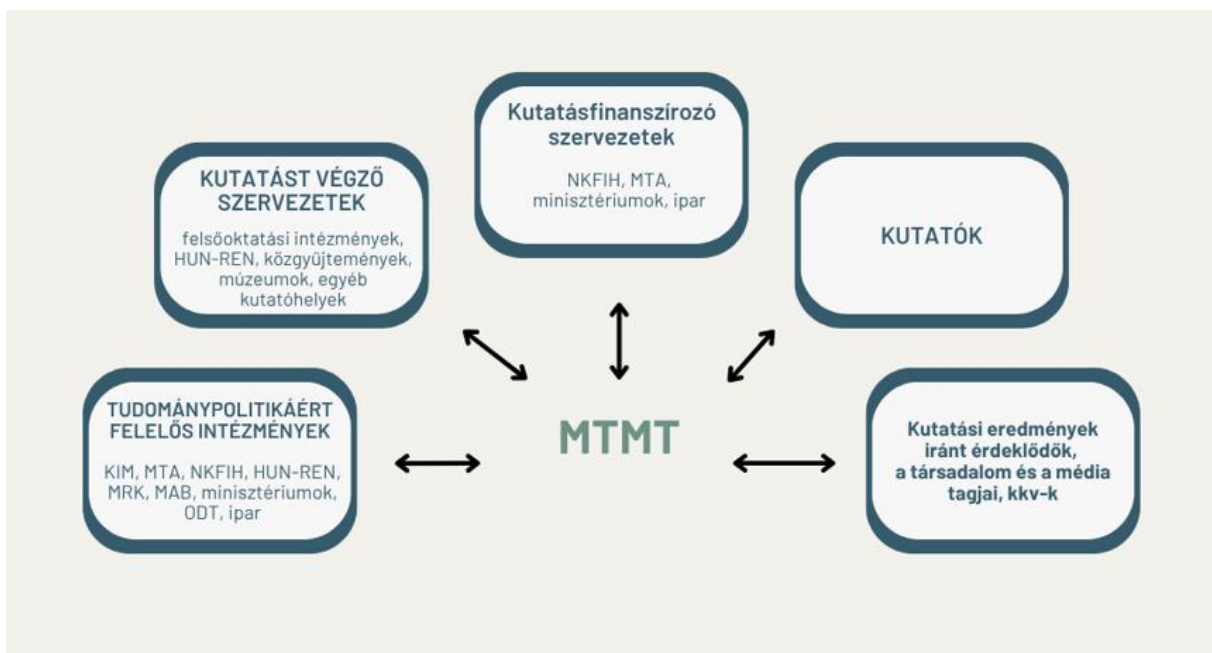 Kutatásfinanszírozó
szervezetek
NKFIH, MTA,
minisztériumok, ipar
KUTATÁST VÉGZŐ
SZERVEZETEK
felsőoktatási intézmények,
HUN-REN, közgyűjtemények,
múzeumok, egyéb
kutatóhelyek
KUTATÓK
TUDOMÁNYPOLITIKÁÉRT
FELELŐS INTÉZMÉNYEK
KIM, MTA, NKFIH, HUN-REN,
MRK, MAB, minisztériumok,
ODT, ipar
MTMT
Kutatási eredmények
iránt érdeklődők,
a társadalom és a média
tagjai, kkv-k